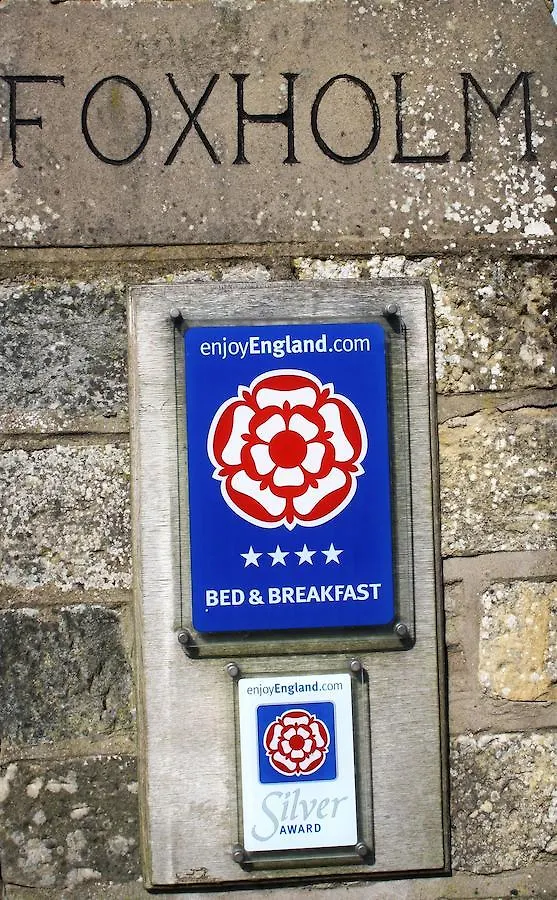 FOXHOLM
enjoyEngland.com
BED & BREAKFAST
enjoyEngland.com
Silver
AWARD